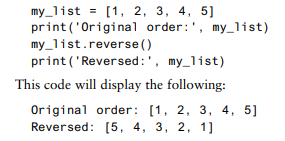 my_list = [1, 2, 3, 4, 5]
print('Original order:', my_list)
my_list.reverse()
print('Reversed:', my_list)
This code will display the following:
Original order: [1, 2, 3, 4, 5]
Reversed: [5, 4, 3, 2, 1]